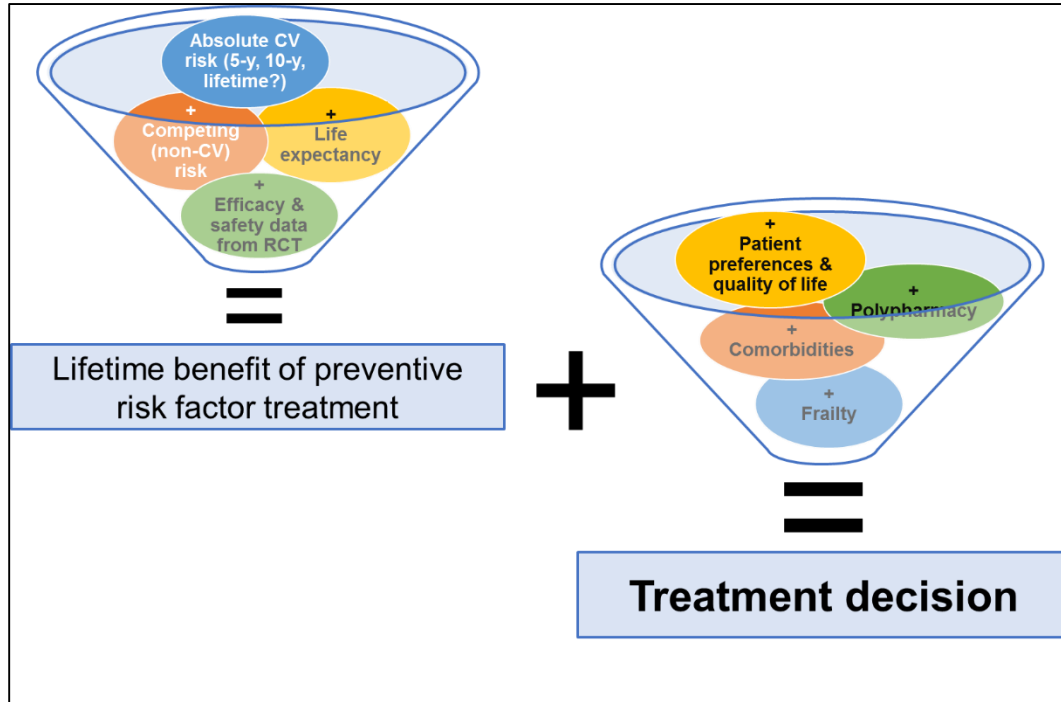 Absolute CV
risk (5-y, 10-y,
lifetime?)
+
Competing
(non-CV)
risk
+
Life
expectancy
+
Efficacy &
safety data
from RCT
=
Lifetime benefit of preventive
risk factor treatment
+
+
Patient
preferences &
quality of life
+
Polypharmacy
+
Comorbidities
+
Frailty
=
Treatment decision